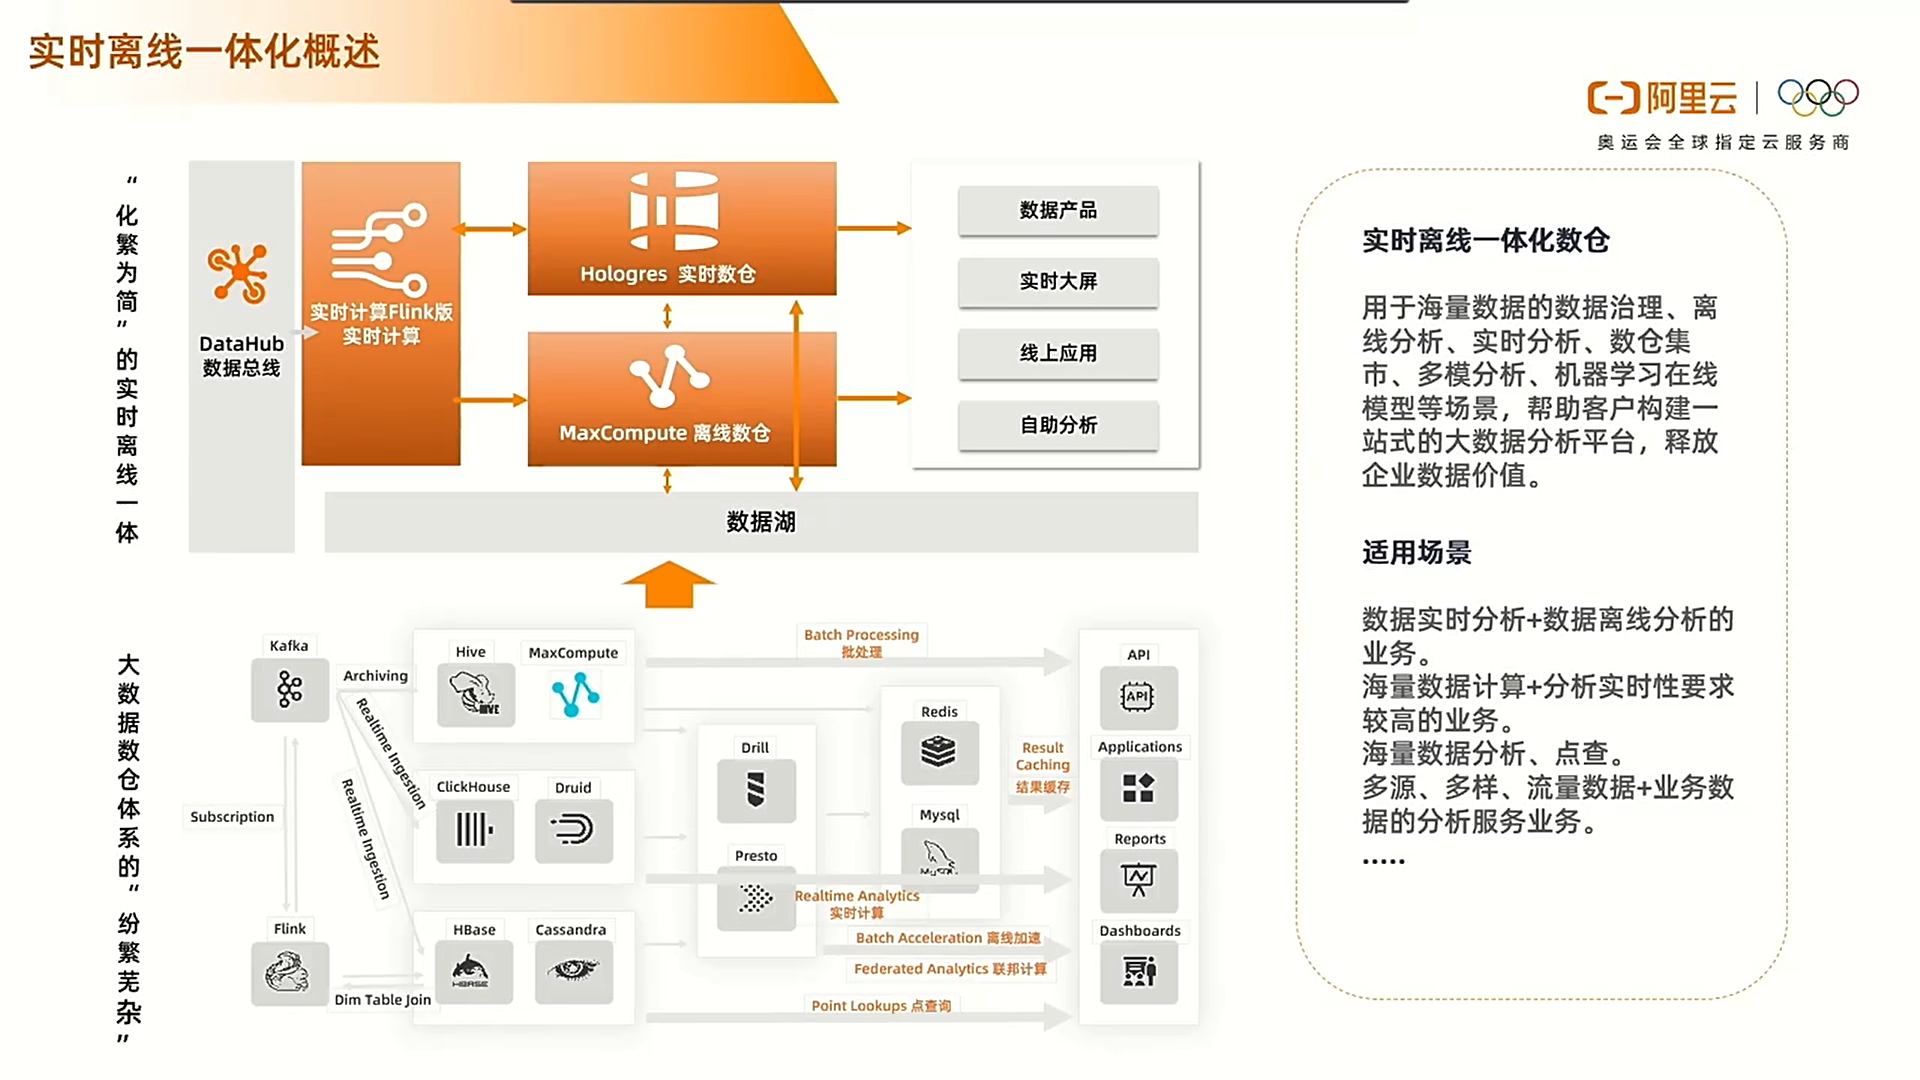 实时离线一体化概述
阿里云
奥运会全球指定云服务商
“化繁为简”的实时离线一体
DataHub
数据总线
实时计算Flink版
实时计算
Hologres 实时数仓
MaxCompute 离线数仓
数据产品
实时大屏
线上应用
自助分析
数据湖
大数据数仓体系的“纷繁芜杂”
Kafka
Archiving
Realtime Ingestion
Realtime Ingestion
Subscription
Flink
Dim Table Join
Hive
HIVE
MaxCompute
ClickHouse
Druid
HBase
HBASE
Cassandra
Batch Processing
批处理
Drill
Presto
Redis
Mysql
MySQL
Result
Caching
结果缓存
Realtime Analytics
实时计算
Batch Acceleration 离线加速
Federated Analytics 联邦计算
Point Lookups 点查询
API
API
Applications
Reports
Dashboards
实时离线一体化数仓
用于海量数据的数据治理、离
线分析、实时分析、数仓集
市、多模分析、机器学习在线
模型等场景，帮助客户构建一
站式的大数据分析平台，释放
企业数据价值。
适用场景
数据实时分析+数据离线分析的
业务。
海量数据计算+分析实时性要求
较高的业务。
海量数据分析、点查。
多源、多样、流量数据+业务数
据的分析服务业务。
.....